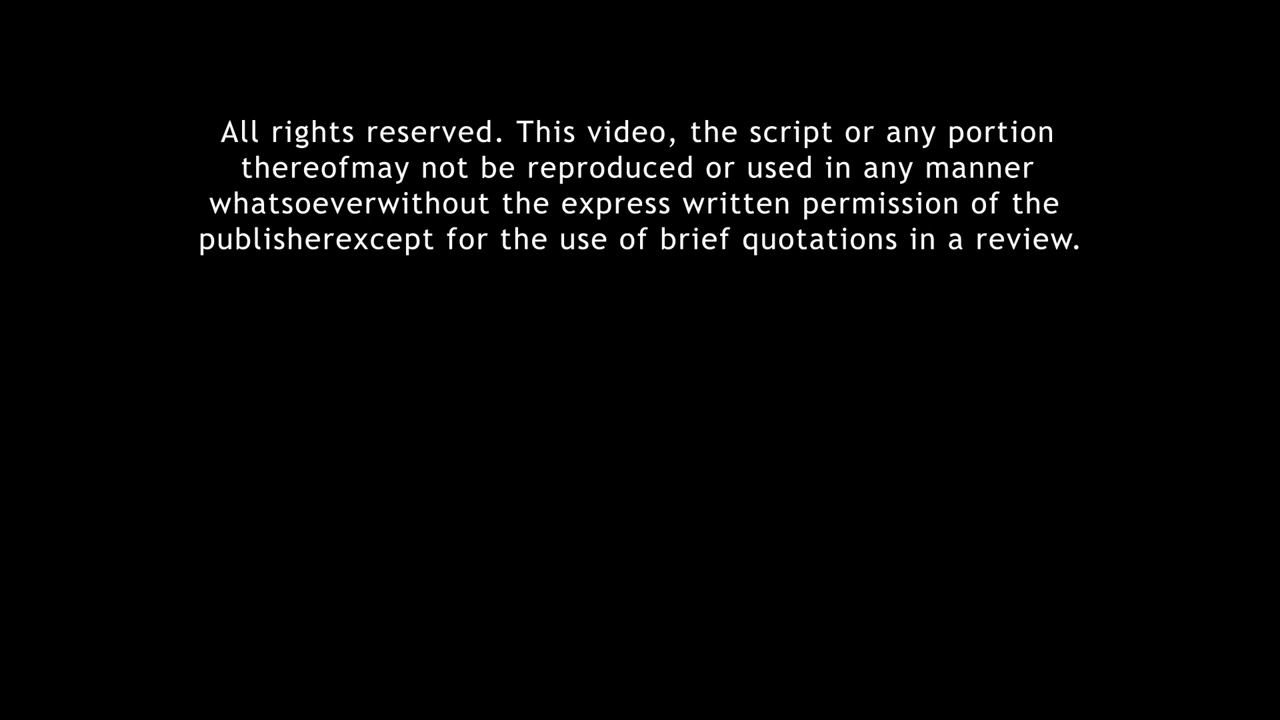 All rights reserved. This video, the script or any portion
thereofmay not be reproduced or used in any manner
whatsoeverwithout the express written permission of the
publisherexcept for the use of brief quotations in a review.